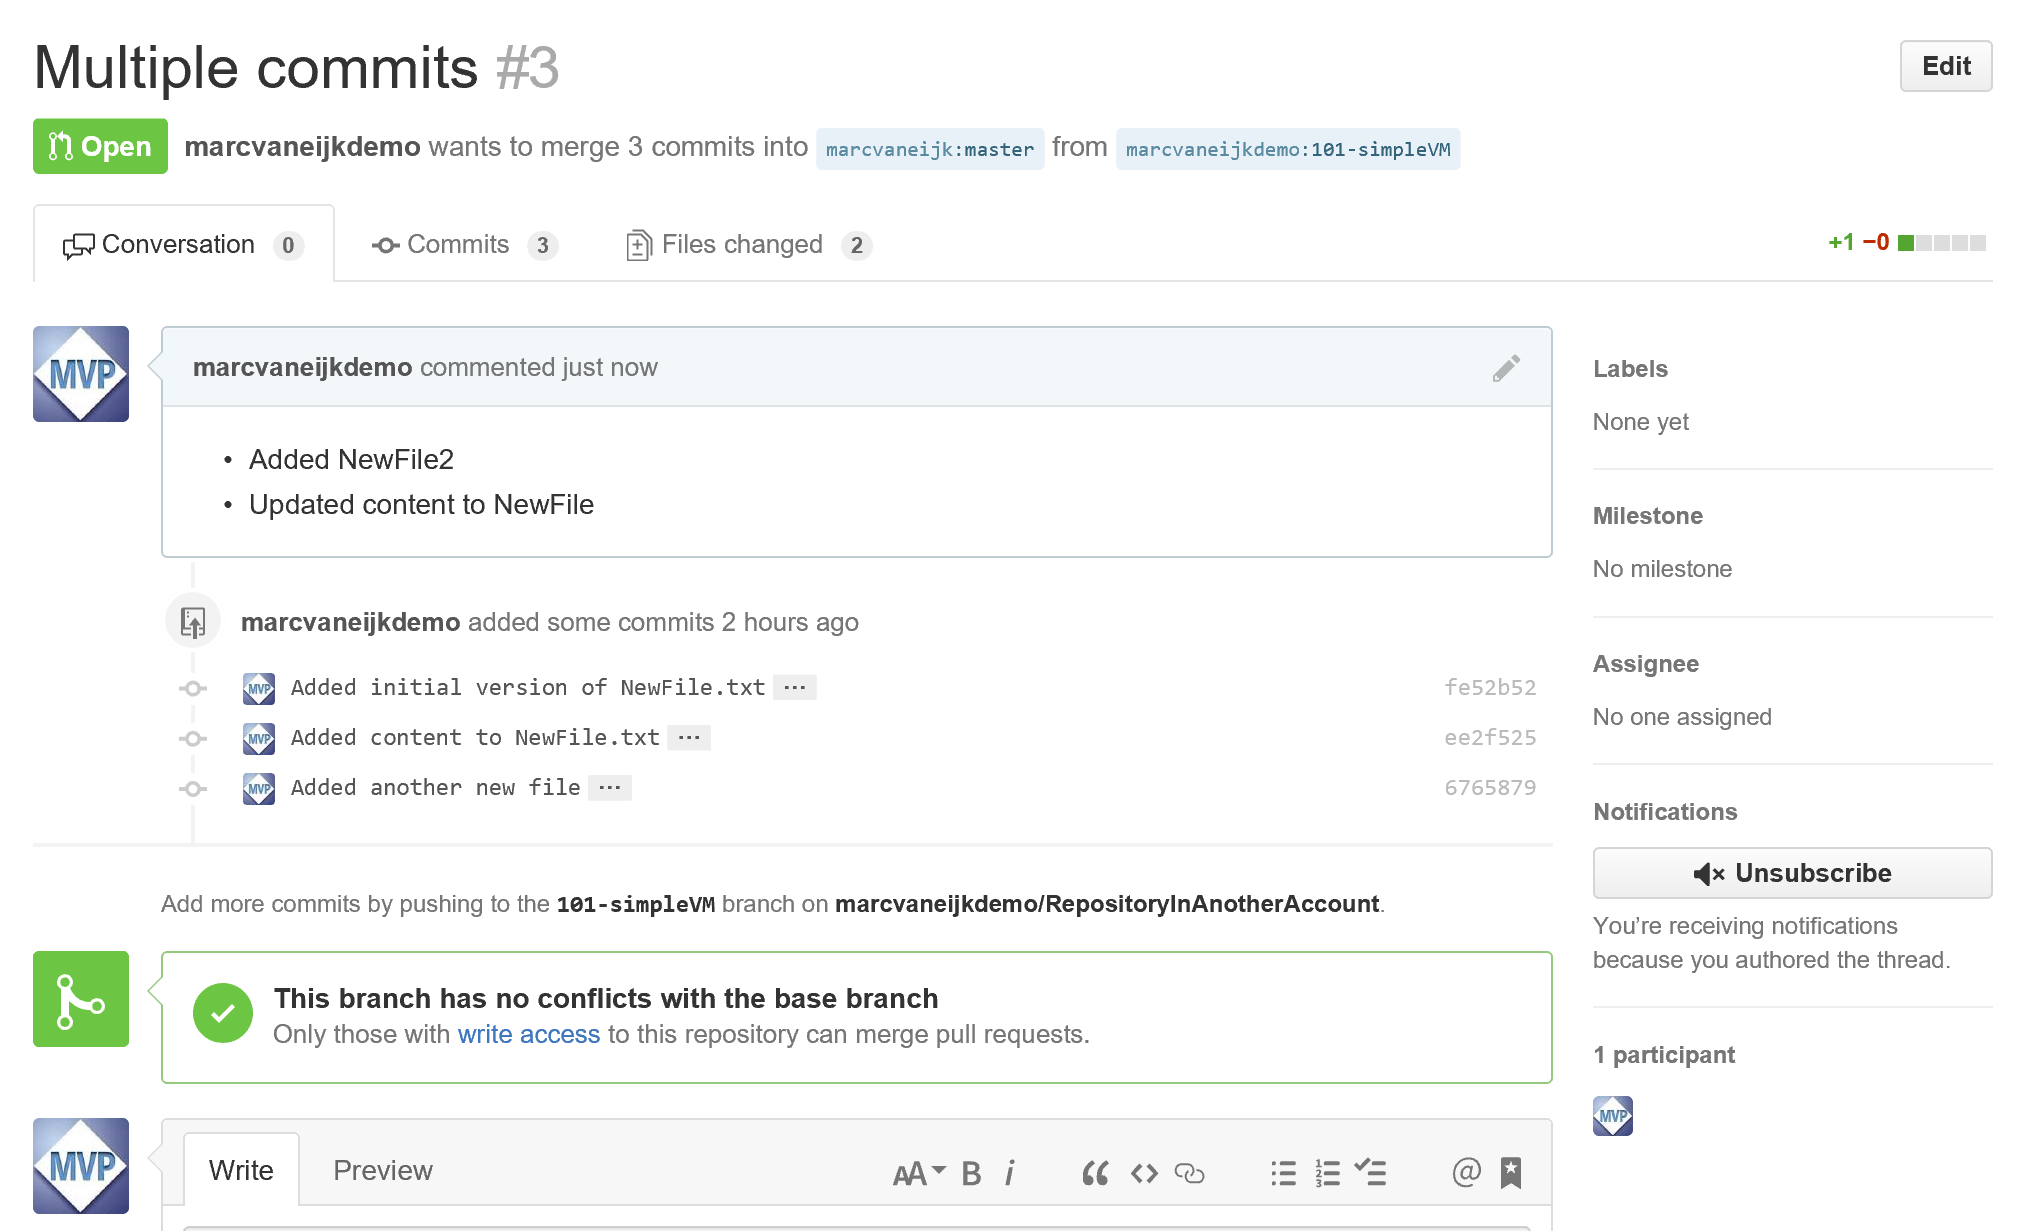 Multiple commits #3
Edit
Open marcvaneijkdemo wants to merge 3 commits into marcvaneijk:master from marcvaneijkdemo:101-simpleVM
Conversation 0 Commits 3 Files changed 2 +1 −0
MVP
marcvaneijkdemo commented just now
• Added NewFile2
• Updated content to NewFile
marcvaneijkdemo added some commits 2 hours ago
MVP Added initial version of NewFile.txt ... fe52b52
MVP Added content to NewFile.txt ... ee2f525
MVP Added another new file ... 6765879
Add more commits by pushing to the 101-simpleVM branch on marcvaneijkdemo/RepositoryInAnotherAccount.
This branch has no conflicts with the base branch
Only those with write access to this repository can merge pull requests.
MVP
Write Preview AA B i “ <> @
Labels
None yet
Milestone
No milestone
Assignee
No one assigned
Notifications
Unsubscribe
You’re receiving notifications
because you authored the thread.
1 participant
MVP